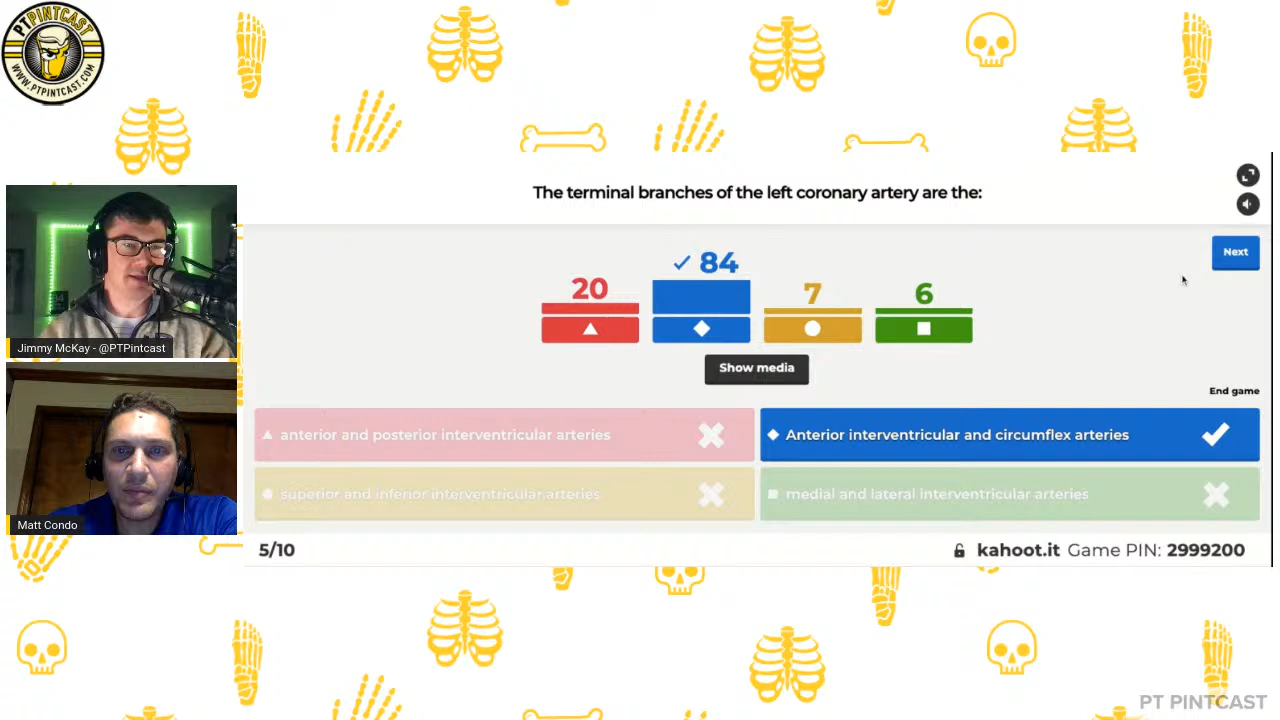 PTPINTCAST
WWW.PTPINTCAST.COM
The terminal branches of the left coronary artery are the:
Next
20
84
7
6
Show media
End game
anterior and posterior interventricular arteries
Anterior interventricular and circumflex arteries
superior and inferior interventricular arteries
medial and lateral interventricular arteries
5/10
kahoot.it Game PIN: 2999200
Jimmy McKay - @PTPintcast
Matt Condo
PT PINTCAST